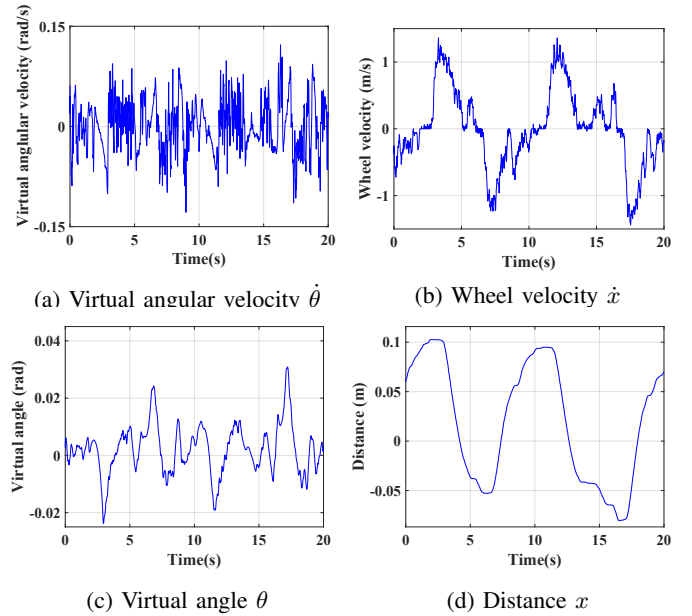 Virtual anglular velocity (rad/s)
0.15
0
-0.15
0 5 10 15 20
Time(s)
(a) Virtual angular velocity θ̇
Wheel velocity (m/s)
1
0
-1
0 5 10 15 20
Time(s)
(b) Wheel velocity ẋ
Virtual angle (rad)
0.04
0.02
0
-0.02
0 5 10 15 20
Time(s)
(c) Virtual angle θ
Distance (m)
0.1
0.05
0
-0.05
0 5 10 15 20
Time(s)
(d) Distance x